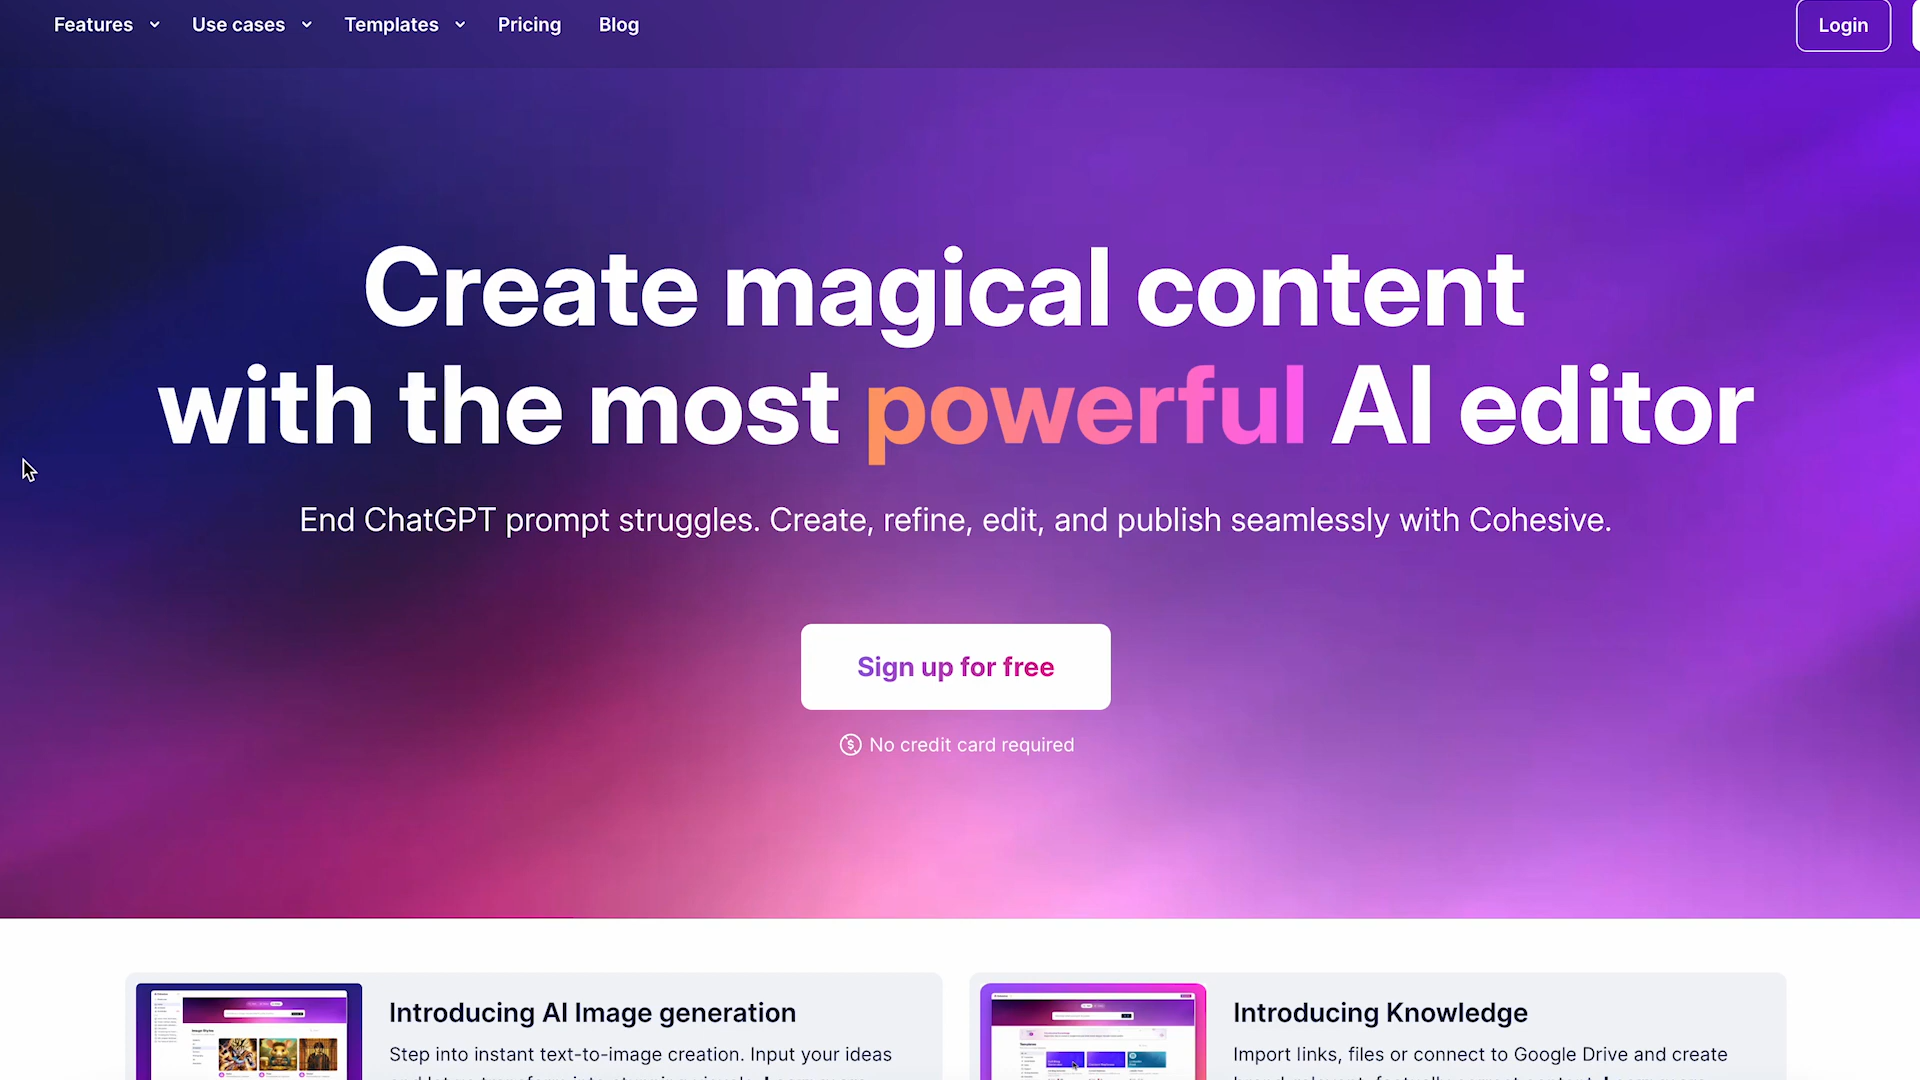 Features
Use cases
Templates
Pricing
Blog
Login
Create magical content
with the most powerful AI editor
End ChatGPT prompt struggles. Create, refine, edit, and publish seamlessly with Cohesive.
Sign up for free
No credit card required
Introducing AI Image generation
Step into instant text-to-image creation. Input your ideas
Introducing Knowledge
Import links, files or connect to Google Drive and create